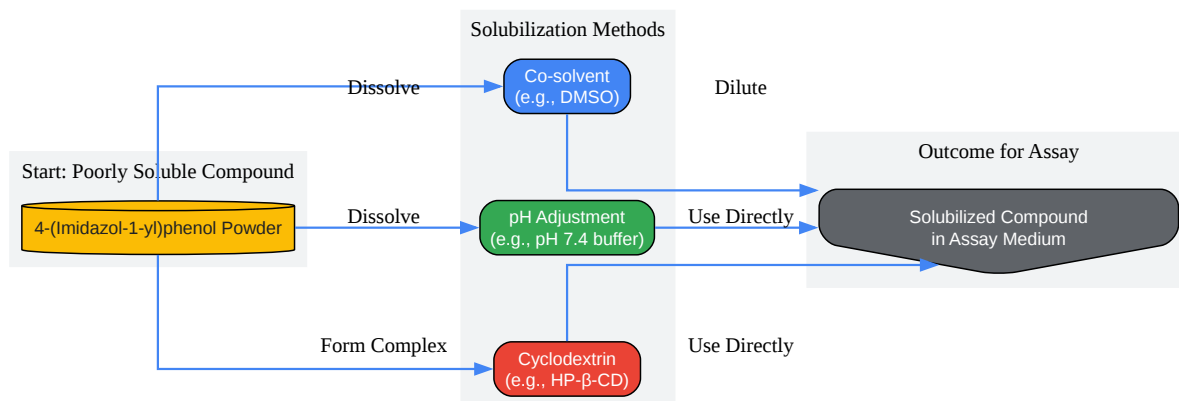 Solubilization Methods
Co-solvent
(e.g., DMSO)
Dissolve
Dilute
Start: Poorly Soluble Compound
4-(Imidazol-1-yl)phenol Powder
Dissolve
pH Adjustment
(e.g., pH 7.4 buffer)
Use Directly
Outcome for Assay
Solubilized Compound
in Assay Medium
Form Complex
Cyclodextrin
(e.g., HP-β-CD)
Use Directly